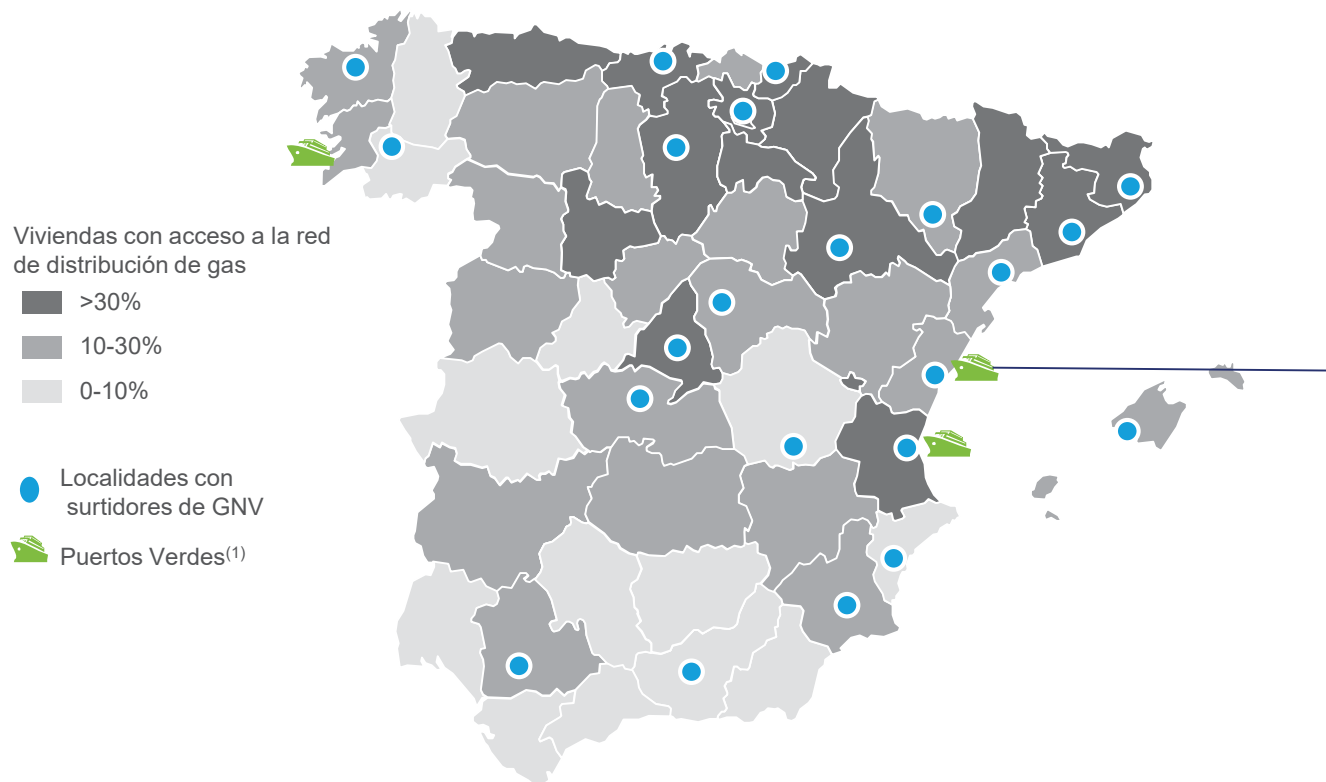 Viviendas con acceso a la red
de distribución de gas
>30%
10-30%
0-10%
Localidades con
surtidores de GNV
Puertos Verdes(1)